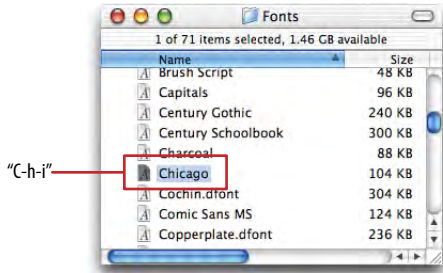 Fonts
1 of 71 items selected, 1.46 GB available
Name Size
Brush Script 48 KB
Capitals 96 KB
Century Gothic 240 KB
Century Schoolbook 300 KB
Charcoal 88 KB
"C-h-i" Chicago 104 KB
Cochin.dfont 304 KB
Comic Sans MS 124 KB
Copperplate.dfont 236 KB